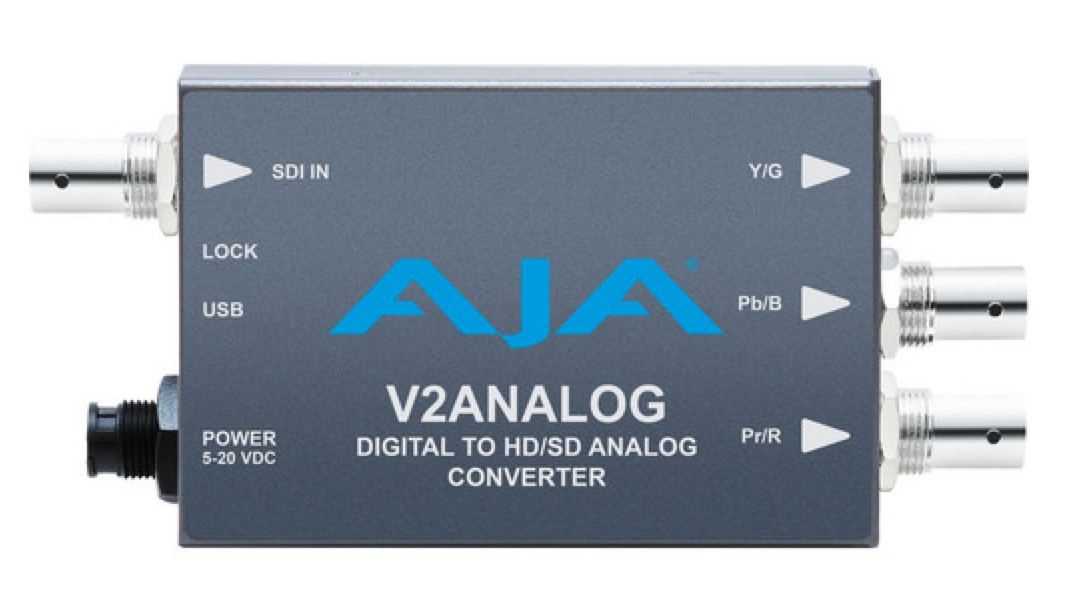 SDI IN
Y/G
LOCK
USB
AJA®
Pb/B
V2ANALOG
DIGITAL TO HD/SD ANALOG
CONVERTER
POWER
5-20 VDC
Pr/R